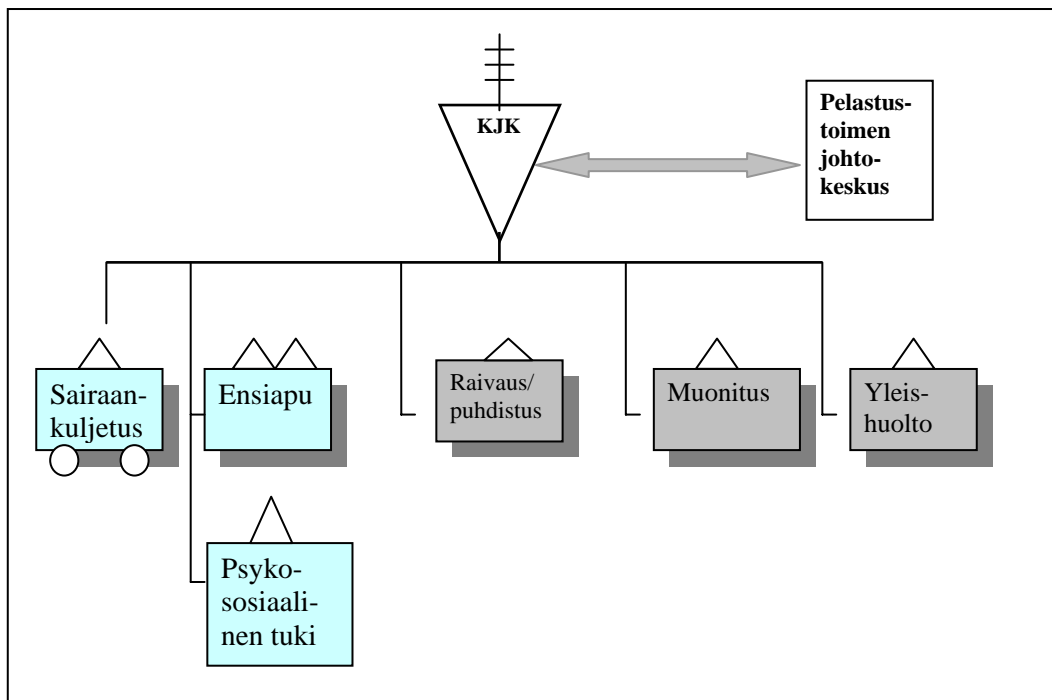 KJK
Pelastus-
toimen
johto-
keskus
Sairaan-
kuljetus
Ensiapu
Raivaus/
puhdistus
Muonitus
Yleis-
huolto
Psyko-
sosiaali-
nen tuki